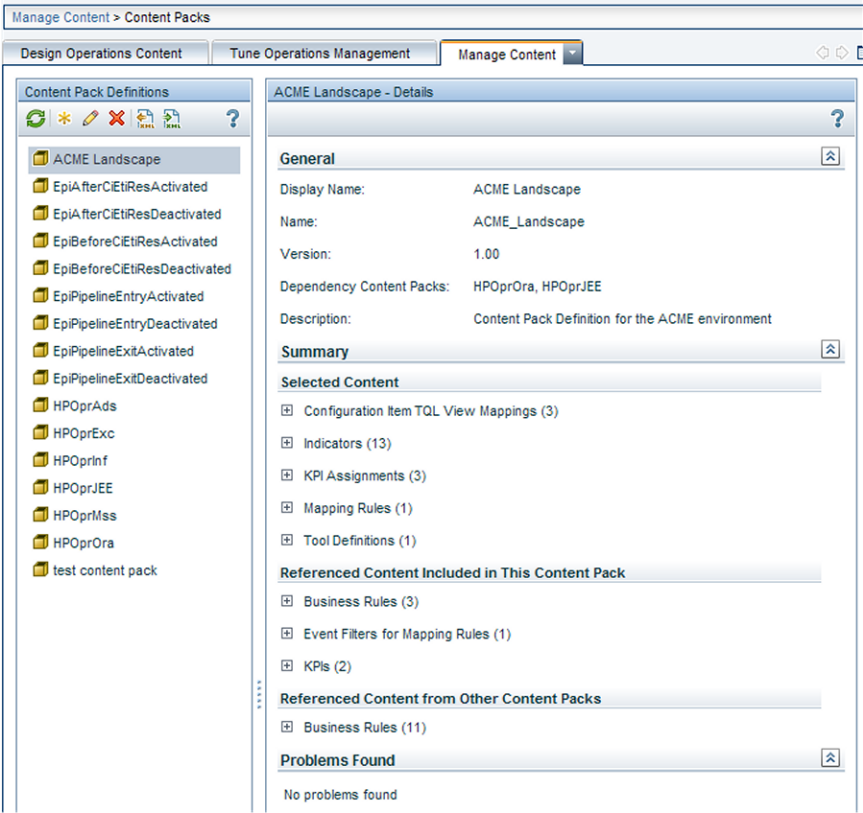 Manage Content > Content Packs
Design Operations Content
Tune Operations Management
Manage Content
Content Pack Definitions
XML
XML
?
ACME Landscape
EpiAfterCiEtiResActivated
EpiAfterCiEtiResDeactivated
EpiBeforeCiEtiResActivated
EpiBeforeCiEtiResDeactivated
EpiPipelineEntryActivated
EpiPipelineEntryDeactivated
EpiPipelineExitActivated
EpiPipelineExitDeactivated
HPOprAds
HPOprExc
HPOprInf
HPOprJEE
HPOprMss
HPOprOra
test content pack
ACME Landscape - Details
?
General
Display Name: ACME Landscape
Name: ACME_Landscape
Version: 1.00
Dependency Content Packs: HPOprOra, HPOprJEE
Description: Content Pack Definition for the ACME environment
Summary
Selected Content
Configuration Item TQL View Mappings (3)
Indicators (13)
KPI Assignments (3)
Mapping Rules (1)
Tool Definitions (1)
Referenced Content Included in This Content Pack
Business Rules (3)
Event Filters for Mapping Rules (1)
KPIs (2)
Referenced Content from Other Content Packs
Business Rules (11)
Problems Found
No problems found